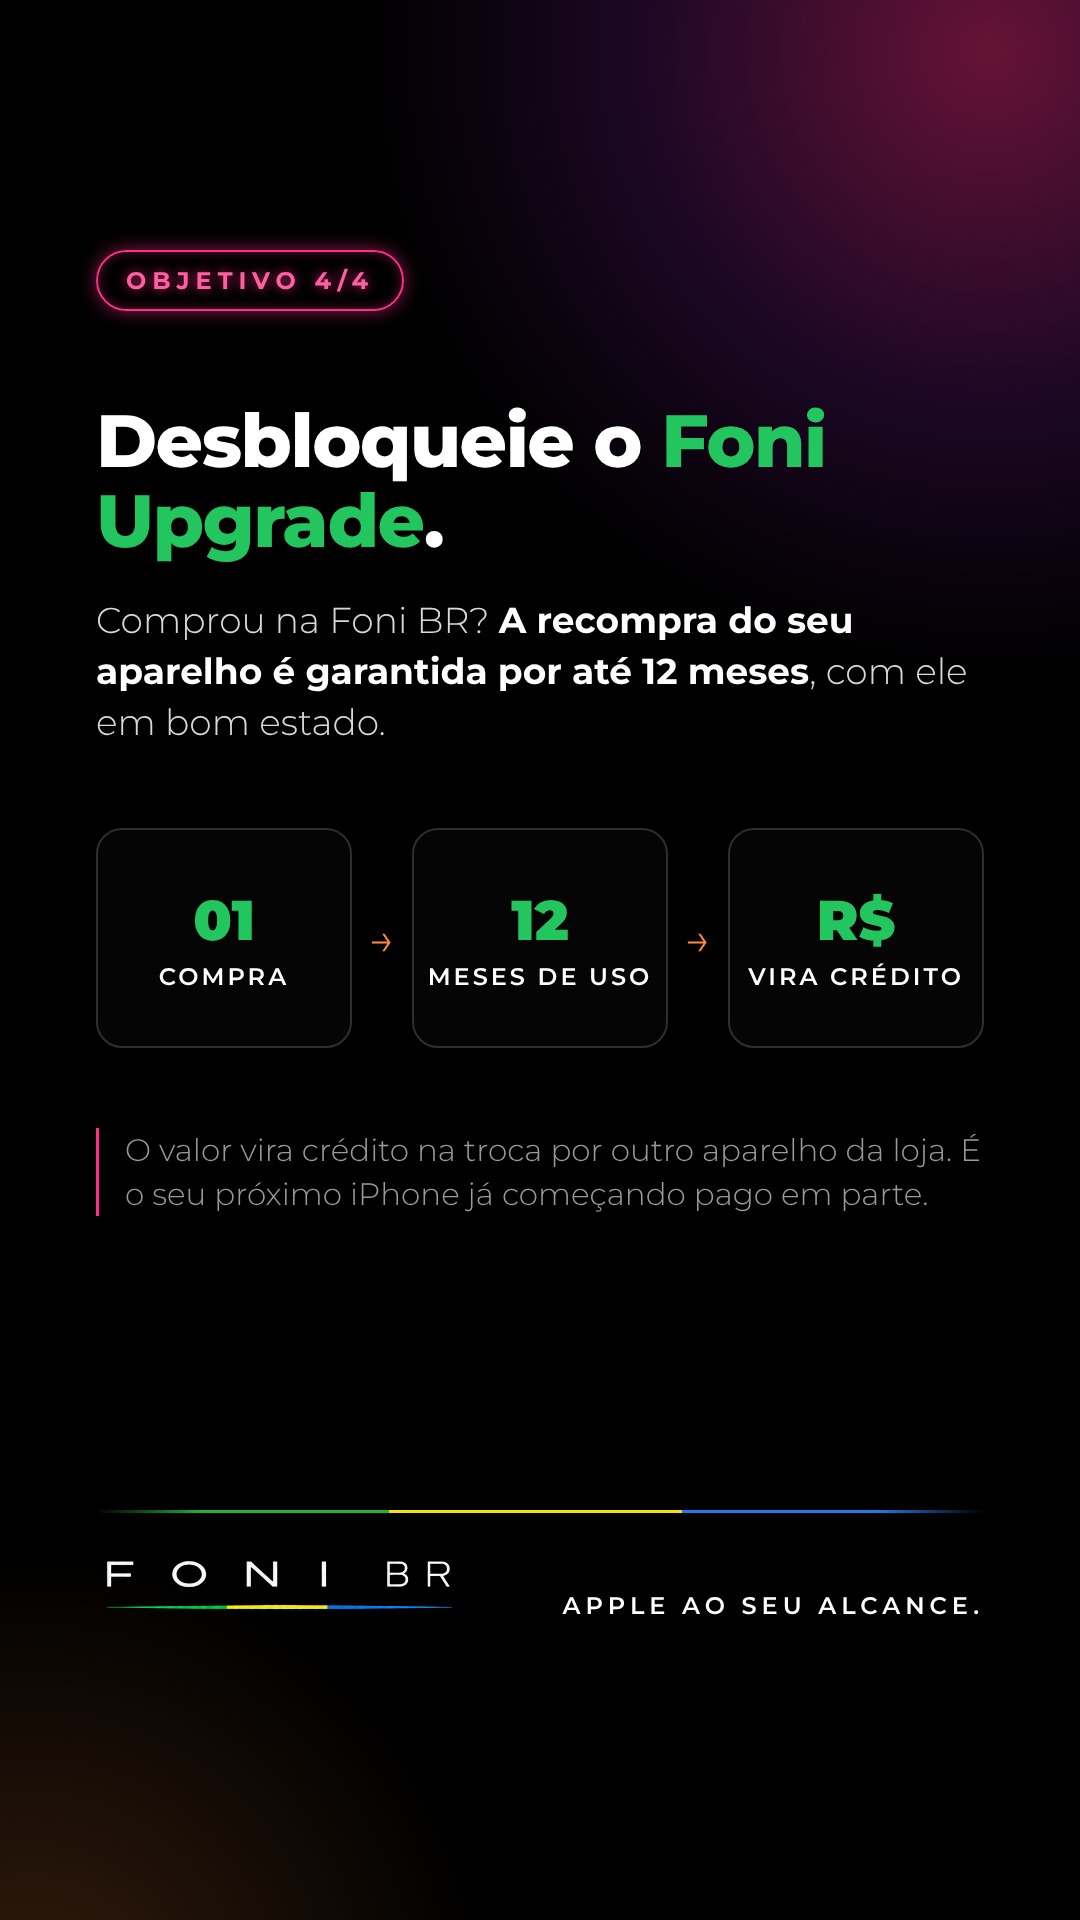 OBJETIVO 4/4
Desbloqueie o Foni
Upgrade.
Comprou na Foni BR? A recompra do seu
aparelho é garantida por até 12 meses, com ele
em bom estado.
01
COMPRA
→
12
MESES DE USO
→
R$
VIRA CRÉDITO
O valor vira crédito na troca por outro aparelho da loja. É
o seu próximo iPhone já começando pago em parte.
FONI BR
APPLE AO SEU ALCANCE.